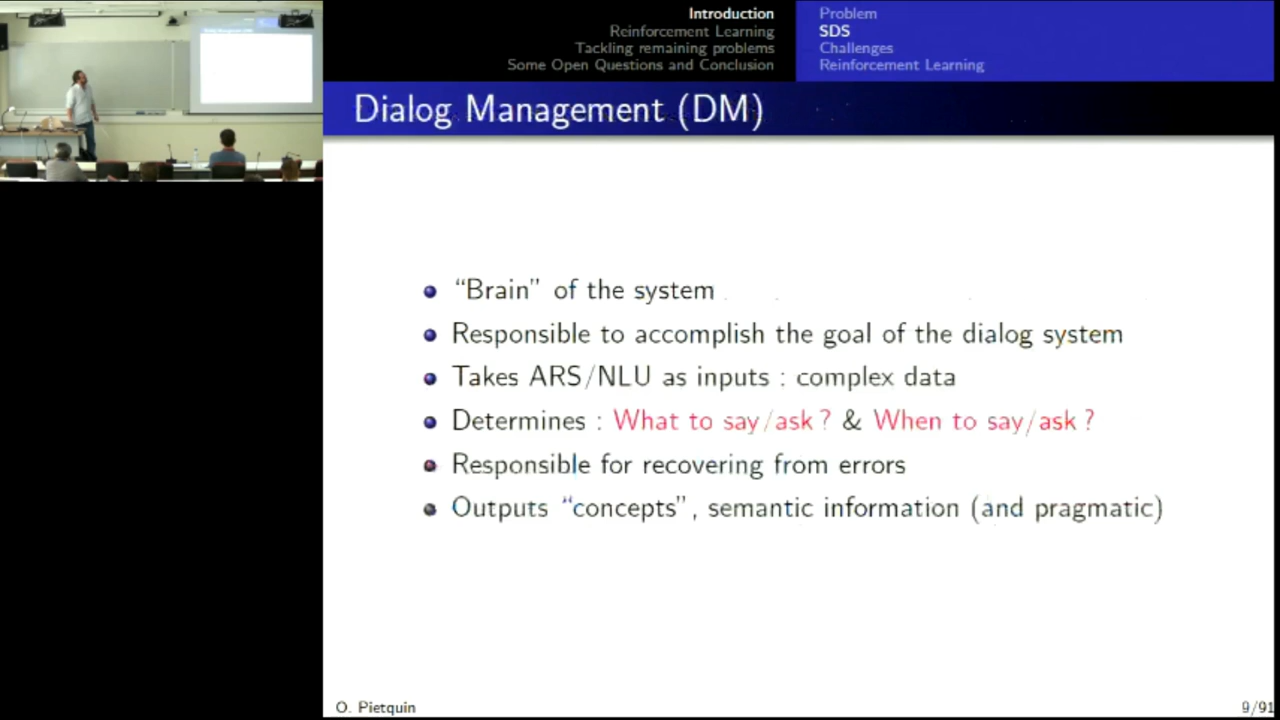 Introduction
Reinforcement Learning
Tackling remaining problems
Some Open Questions and Conclusion
Problem
SDS
Challenges
Reinforcement Learning
Dialog Management (DM)
“Brain” of the system
Responsible to accomplish the goal of the dialog system
Takes ARS/NLU as inputs : complex data
Determines : What to say/ask ? & When to say/ask ?
Responsible for recovering from errors
Outputs “concepts”, semantic information (and pragmatic)
O. Pietquin
9/91